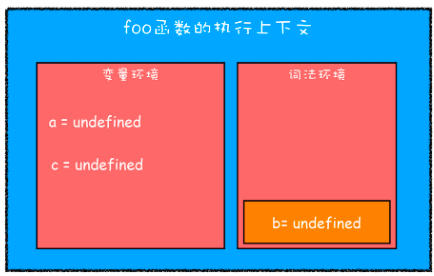 foo函数的执行上下文
变量环境
词法环境
a = undefined
c = undefined
b= undefined